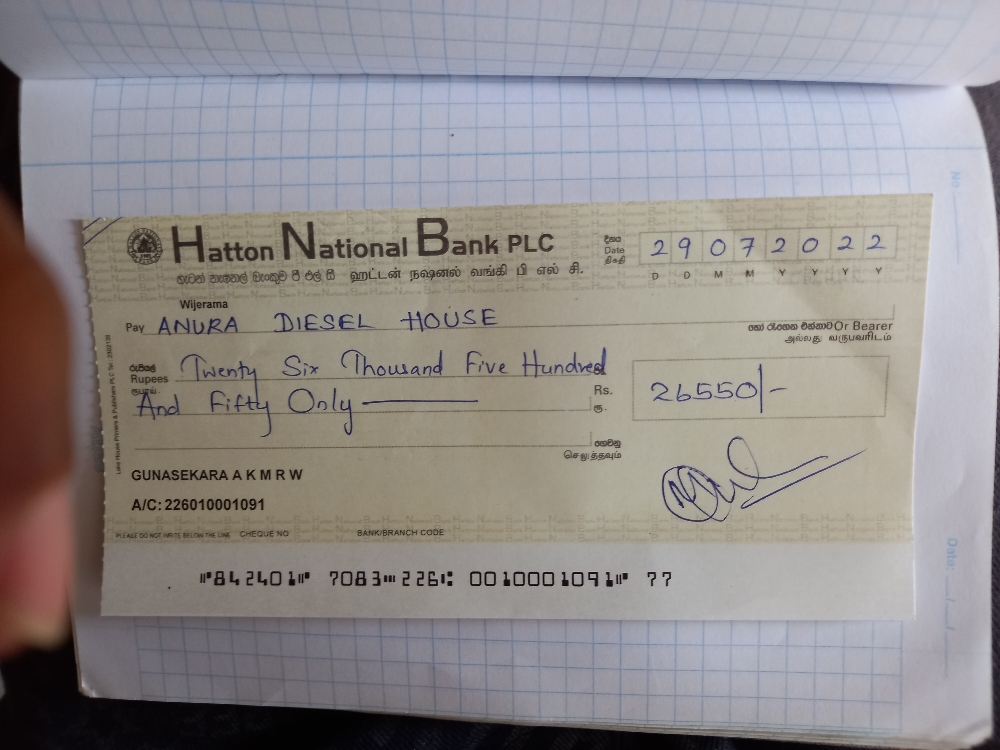 Hatton National Bank PLC
හැටන් නැෂනල් බැංකුව පී එල් සී ஹட்டன் நஷனல் வங்கி பி எல் சி.
දිනය
Date
திகதி
29072022
D D M M Y Y Y Y
Wijerama
Pay ANURA DIESEL HOUSE
හෝ රැගෙන එන්නාට Or Bearer
அல்லது வருபவரிடம்
රුපියල්
Rupees
ரூபாய்
Twenty Six Thousand Five Hundred
And Fifty Only
Rs.
ரூ.
26550/-
ගෙවනු
செலுத்தவும்
GUNASEKARA A K M R W
A/C: 226010001091
PLEASE DO NOT WRITE BELOW THE LINE CHEQUE NO BANK/BRANCH CODE
⑈842401⑈ 7083⑉226⑆ 0010001091⑈ 77
No
Date: